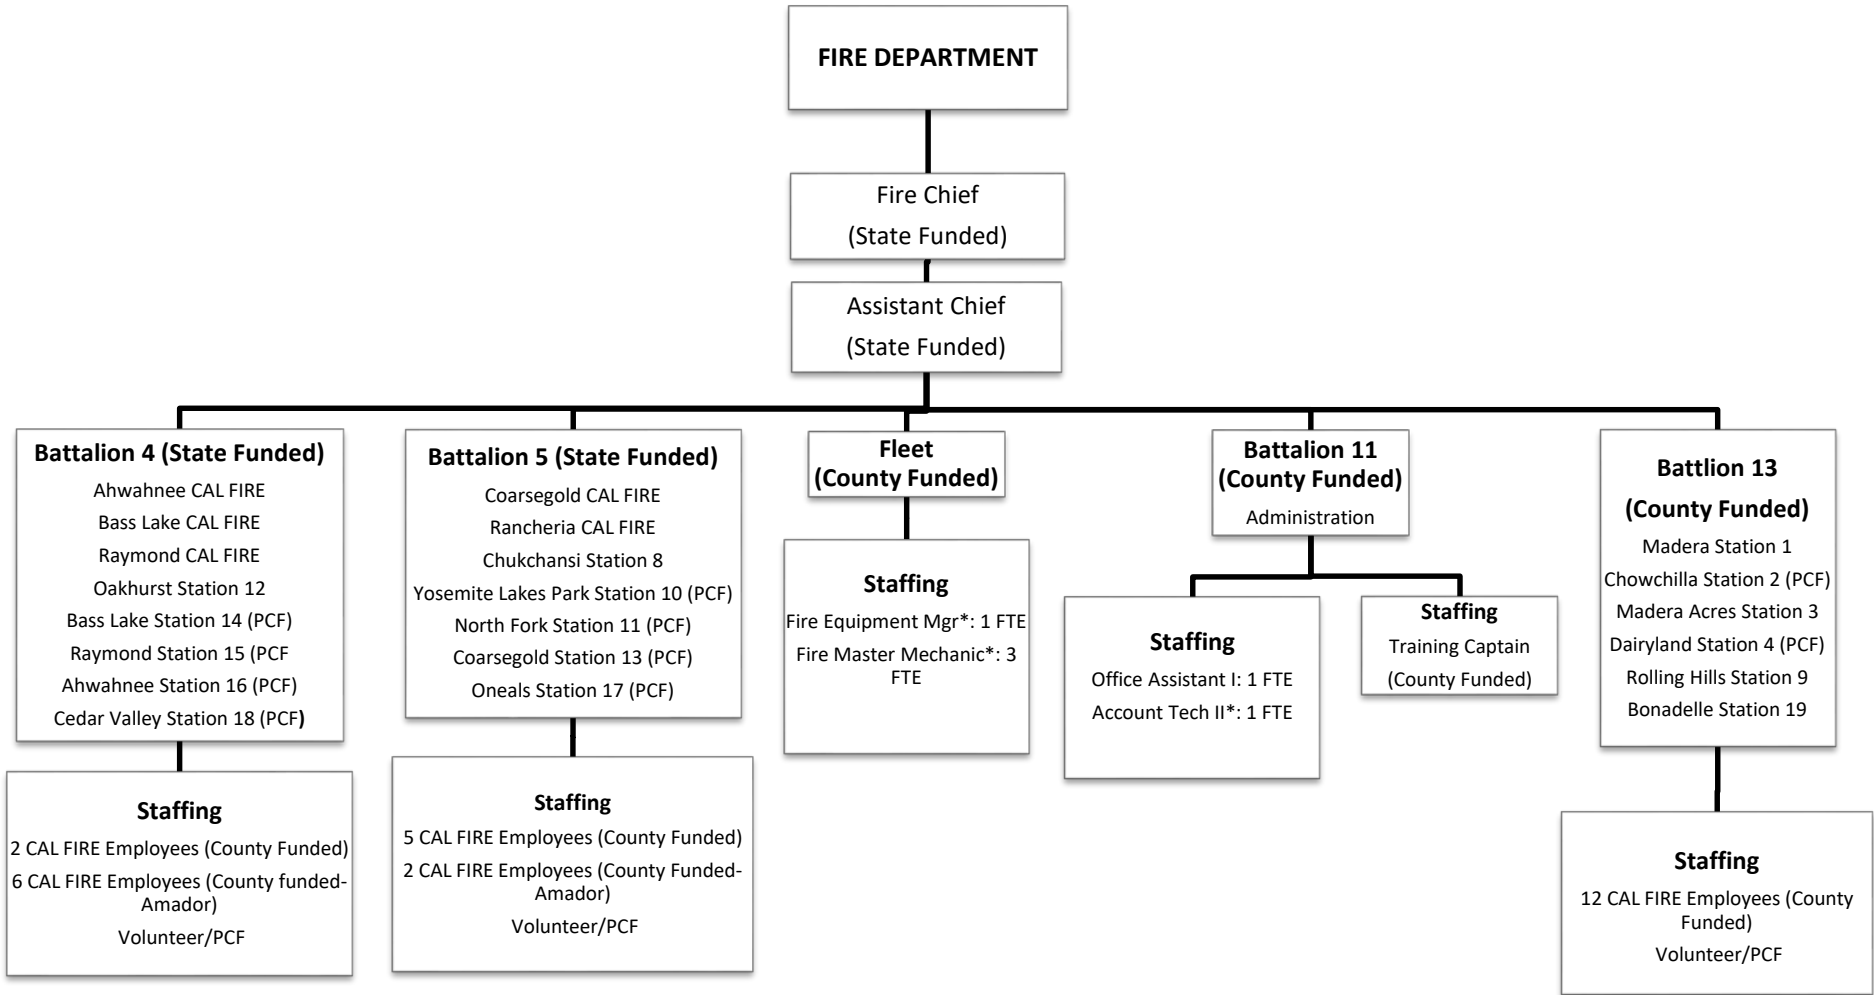 FIRE DEPARTMENT
Fire Chief
(State Funded)
Assistant Chief
(State Funded)
Battalion 4 (State Funded)
Ahwahnee CAL FIRE
Bass Lake CAL FIRE
Raymond CAL FIRE
Oakhurst Station 12
Bass Lake Station 14 (PCF)
Raymond Station 15 (PCF
Ahwahnee Station 16 (PCF)
Cedar Valley Station 18 (PCF)
Staffing
2 CAL FIRE Employees (County Funded)
6 CAL FIRE Employees (County funded-
Amador)
Volunteer/PCF
Battalion 5 (State Funded)
Coarsegold CAL FIRE
Rancheria CAL FIRE
Chukchansi Station 8
Yosemite Lakes Park Station 10 (PCF)
North Fork Station 11 (PCF)
Coarsegold Station 13 (PCF)
Oneals Station 17 (PCF)
Staffing
5 CAL FIRE Employees (County Funded)
2 CAL FIRE Employees (County Funded-
Amador)
Volunteer/PCF
Fleet
(County Funded)
Staffing
Fire Equipment Mgr*: 1 FTE
Fire Master Mechanic*: 3
FTE
Battalion 11
(County Funded)
Administration
Staffing
Office Assistant I: 1 FTE
Account Tech II*: 1 FTE
Staffing
Training Captain
(County Funded)
Battlion 13
(County Funded)
Madera Station 1
Chowchilla Station 2 (PCF)
Madera Acres Station 3
Dairyland Station 4 (PCF)
Rolling Hills Station 9
Bonadelle Station 19
Staffing
12 CAL FIRE Employees (County
Funded)
Volunteer/PCF